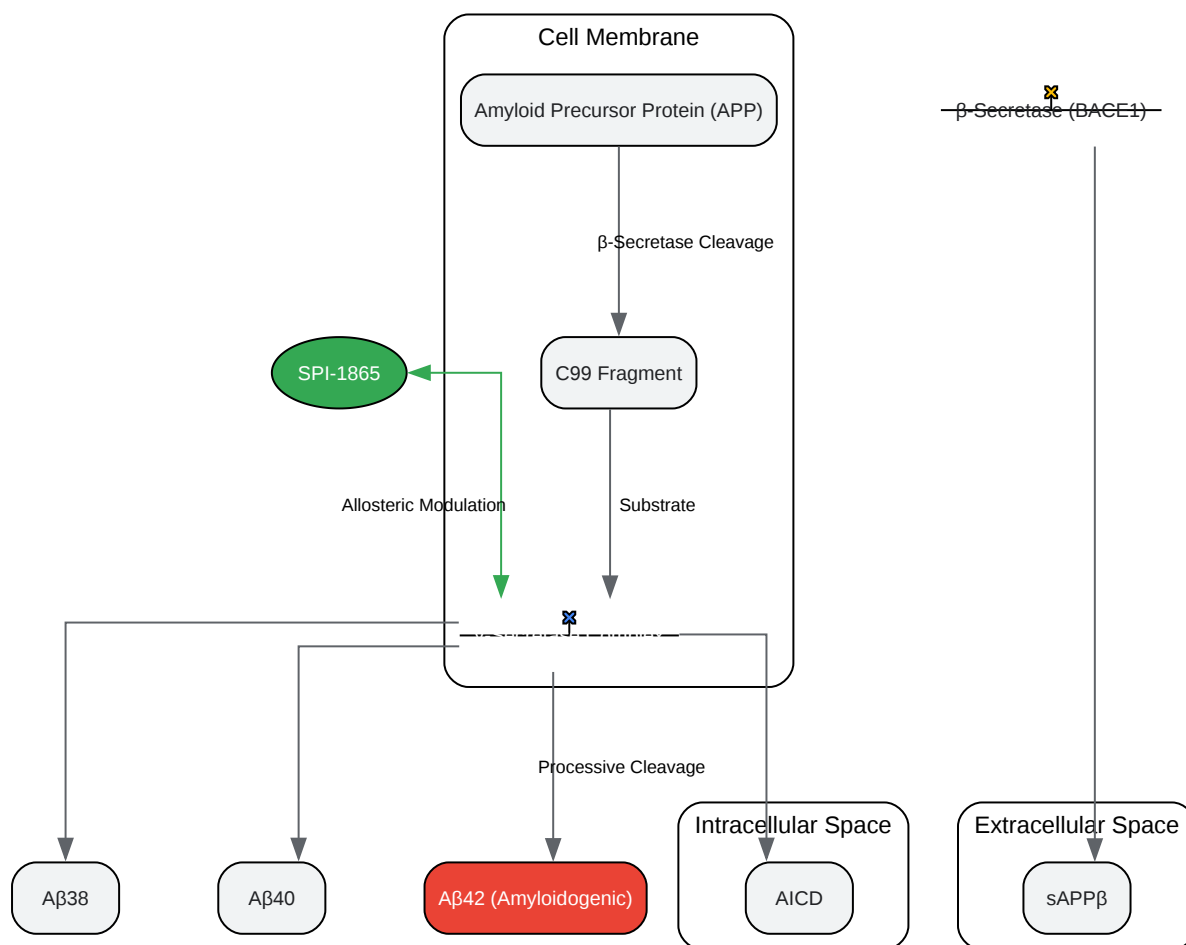 Cell Membrane
Amyloid Precursor Protein (APP)
β-Secretase (BACE1)
β-Secretase Cleavage
SPI-1865
C99 Fragment
Allosteric Modulation
Substrate
Processive Cleavage
Intracellular Space
Extracellular Space
Aβ38
Aβ40
Aβ42 (Amyloidogenic)
AICD
sAPPβ